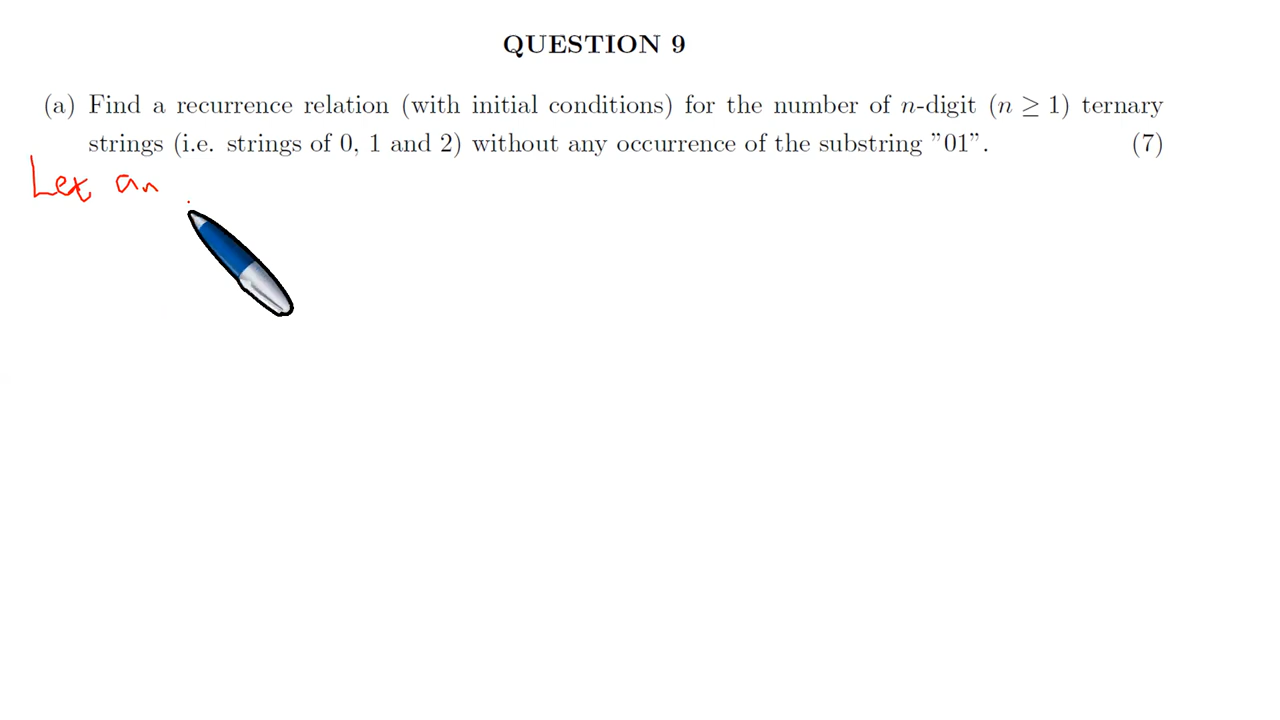 QUESTION 9
(a) Find a recurrence relation (with initial conditions) for the number of n-digit (n ≥ 1) ternary
strings (i.e. strings of 0, 1 and 2) without any occurrence of the substring ”01”. (7)
Let an